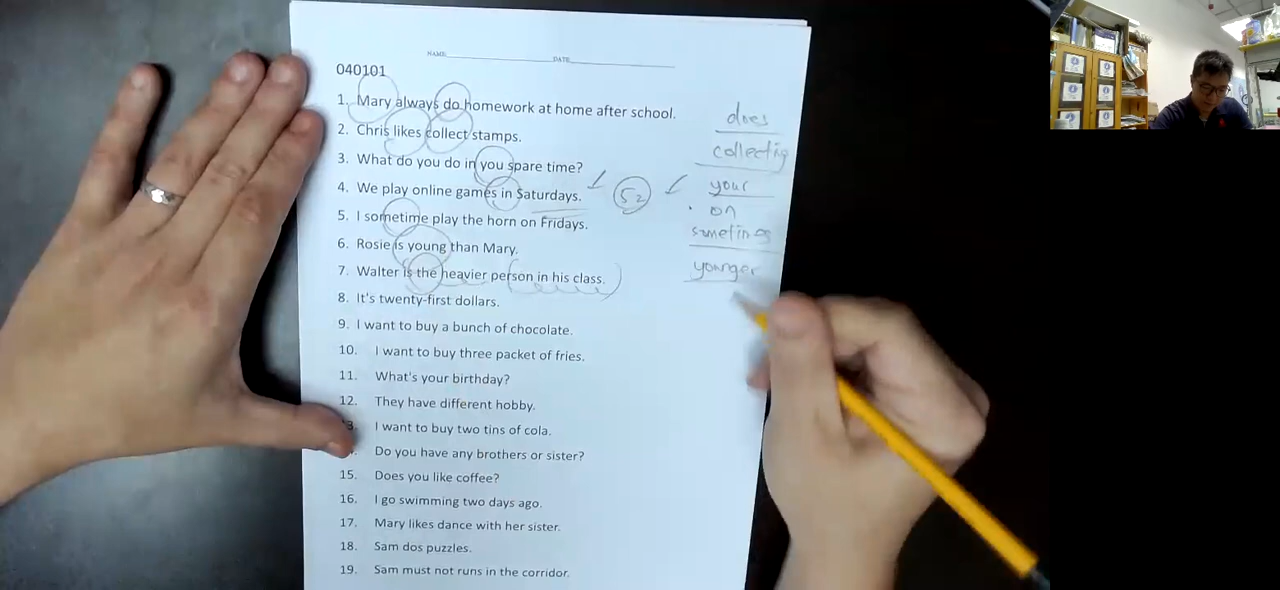 NAME DATE
040101
1. Mary always do homework at home after school. does
2. Chris likes collect stamps. collecting
3. What do you do in you spare time? your
4. We play online games in Saturdays. 52 on
5. I sometime play the horn on Fridays. sometimes
6. Rosie is young than Mary. younger
7. Walter is the heavier person in his class.
8. It's twenty-first dollars.
9. I want to buy a bunch of chocolate.
10. I want to buy three packet of fries.
11. What's your birthday?
12. They have different hobby.
3. I want to buy two tins of cola.
Do you have any brothers or sister?
15. Does you like coffee?
16. I go swimming two days ago.
17. Mary likes dance with her sister.
18. Sam dos puzzles.
19. Sam must not runs in the corridor.